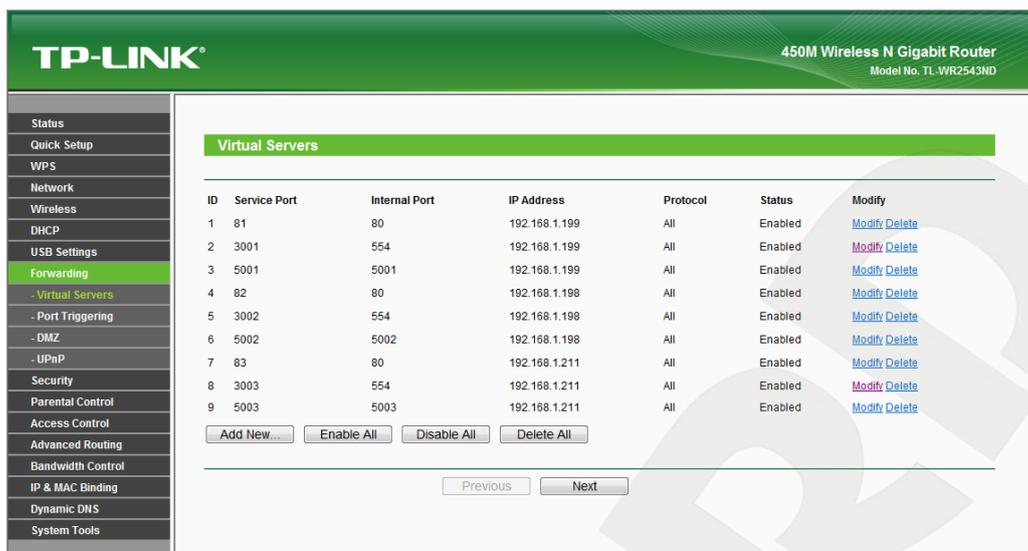 TP-LINK®
450M Wireless N Gigabit Router
Model No. TL-WR2543ND
Status
Quick Setup
WPS
Network
Wireless
DHCP
USB Settings
Forwarding
- Virtual Servers
- Port Triggering
- DMZ
- UPnP
Security
Parental Control
Access Control
Advanced Routing
Bandwidth Control
IP & MAC Binding
Dynamic DNS
System Tools
Virtual Servers
ID Service Port Internal Port IP Address Protocol Status Modify
1 81 80 192.168.1.199 All Enabled Modify Delete
2 3001 554 192.168.1.199 All Enabled Modify Delete
3 5001 5001 192.168.1.199 All Enabled Modify Delete
4 82 80 192.168.1.198 All Enabled Modify Delete
5 3002 554 192.168.1.198 All Enabled Modify Delete
6 5002 5002 192.168.1.198 All Enabled Modify Delete
7 83 80 192.168.1.211 All Enabled Modify Delete
8 3003 554 192.168.1.211 All Enabled Modify Delete
9 5003 5003 192.168.1.211 All Enabled Modify Delete
Add New... Enable All Disable All Delete All
Previous Next